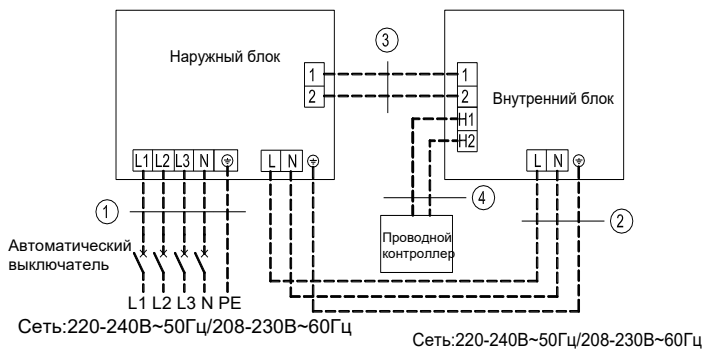 Наружный блок
3
1
2
1
2
H1
H2
Внутренний блок
L1 L2 L3 N
L N
L N
1
4
2
Автоматический
выключатель
Проводной
контроллер
L1 L2 L3 N PE
Сеть:220-240В~50Гц/208-230В~60Гц
Сеть:220-240В~50Гц/208-230В~60Гц